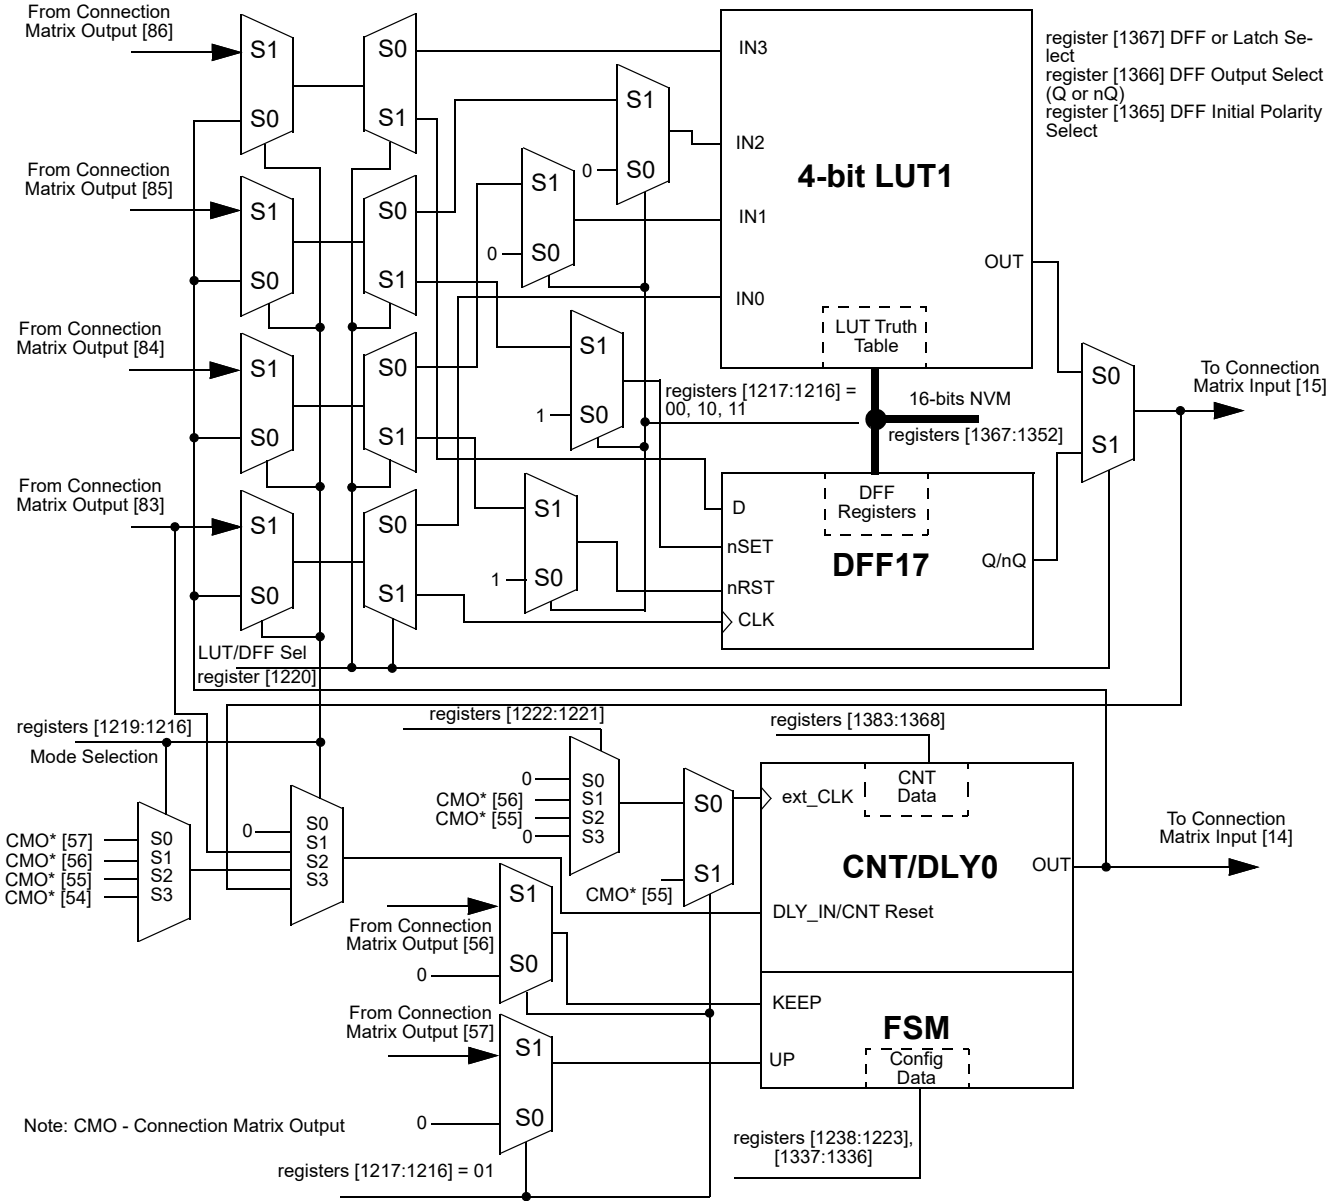 From Connection
Matrix Output [86]
S1
S0
S0
S1
IN3
S1
S0
0
IN2
4-bit LUT1
register [1367] DFF or Latch Se-
lect
register [1366] DFF Output Select
(Q or nQ)
register [1365] DFF Initial Polarity
Select
From Connection
Matrix Output [85]
S1
S0
S0
S1
S1
0
S0
IN1
IN0
OUT
LUT Truth
Table
From Connection
Matrix Output [84]
S1
S0
S0
S1
S1
1
S0
registers [1217:1216] =
00, 10, 11
16-bits NVM
registers [1367:1352]
S0
S1
To Connection
Matrix Input [15]
From Connection
Matrix Output [83]
S1
S0
S0
S1
S1
1
S0
D
nSET
nRST
CLK
DFF
Registers
DFF17
Q/nQ
LUT/DFF Sel
register [1220]
registers [1219:1216]
Mode Selection
registers [1222:1221]
registers [1383:1368]
CMO* [57]
CMO* [56]
CMO* [55]
CMO* [54]
S0
S1
S2
S3
0
S0
S1
S2
S3
0
CMO* [56]
CMO* [55]
0
S0
S1
S2
S3
S0
S1
CMO* [55]
ext_CLK
CNT
Data
CNT/DLY0
OUT
DLY_IN/CNT Reset
To Connection
Matrix Input [14]
From Connection
Matrix Output [56]
0
S1
S0
KEEP
FSM
UP
Config
Data
From Connection
Matrix Output [57]
S1
0
S0
Note: CMO - Connection Matrix Output
registers [1217:1216] = 01
registers [1238:1223],
[1337:1336]